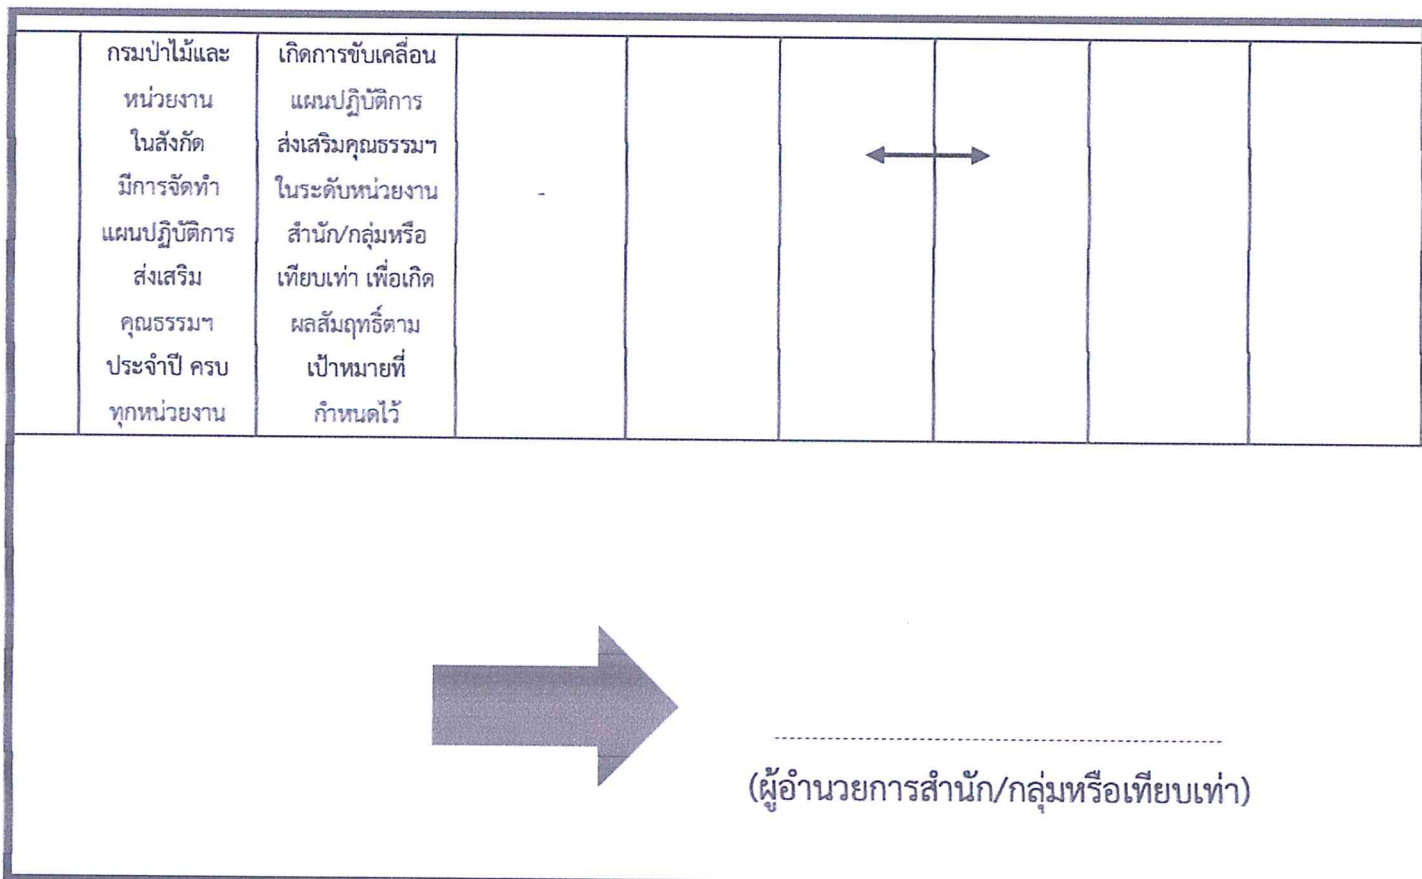 กรมป่าไม้และ
หน่วยงาน
ในสังกัด
มีการจัดทำ
แผนปฏิบัติการ
ส่งเสริม
คุณธรรมฯ
ประจำปี ครบ
ทุกหน่วยงาน
เกิดการขับเคลื่อน
แผนปฏิบัติการ
ส่งเสริมคุณธรรมฯ
ในระดับหน่วยงาน
สำนัก/กลุ่มหรือ
เทียบเท่า เพื่อเกิด
ผลสัมฤทธิ์ตาม
เป้าหมายที่
กำหนดไว้
-
(ผู้อำนวยการสำนัก/กลุ่มหรือเทียบเท่า)